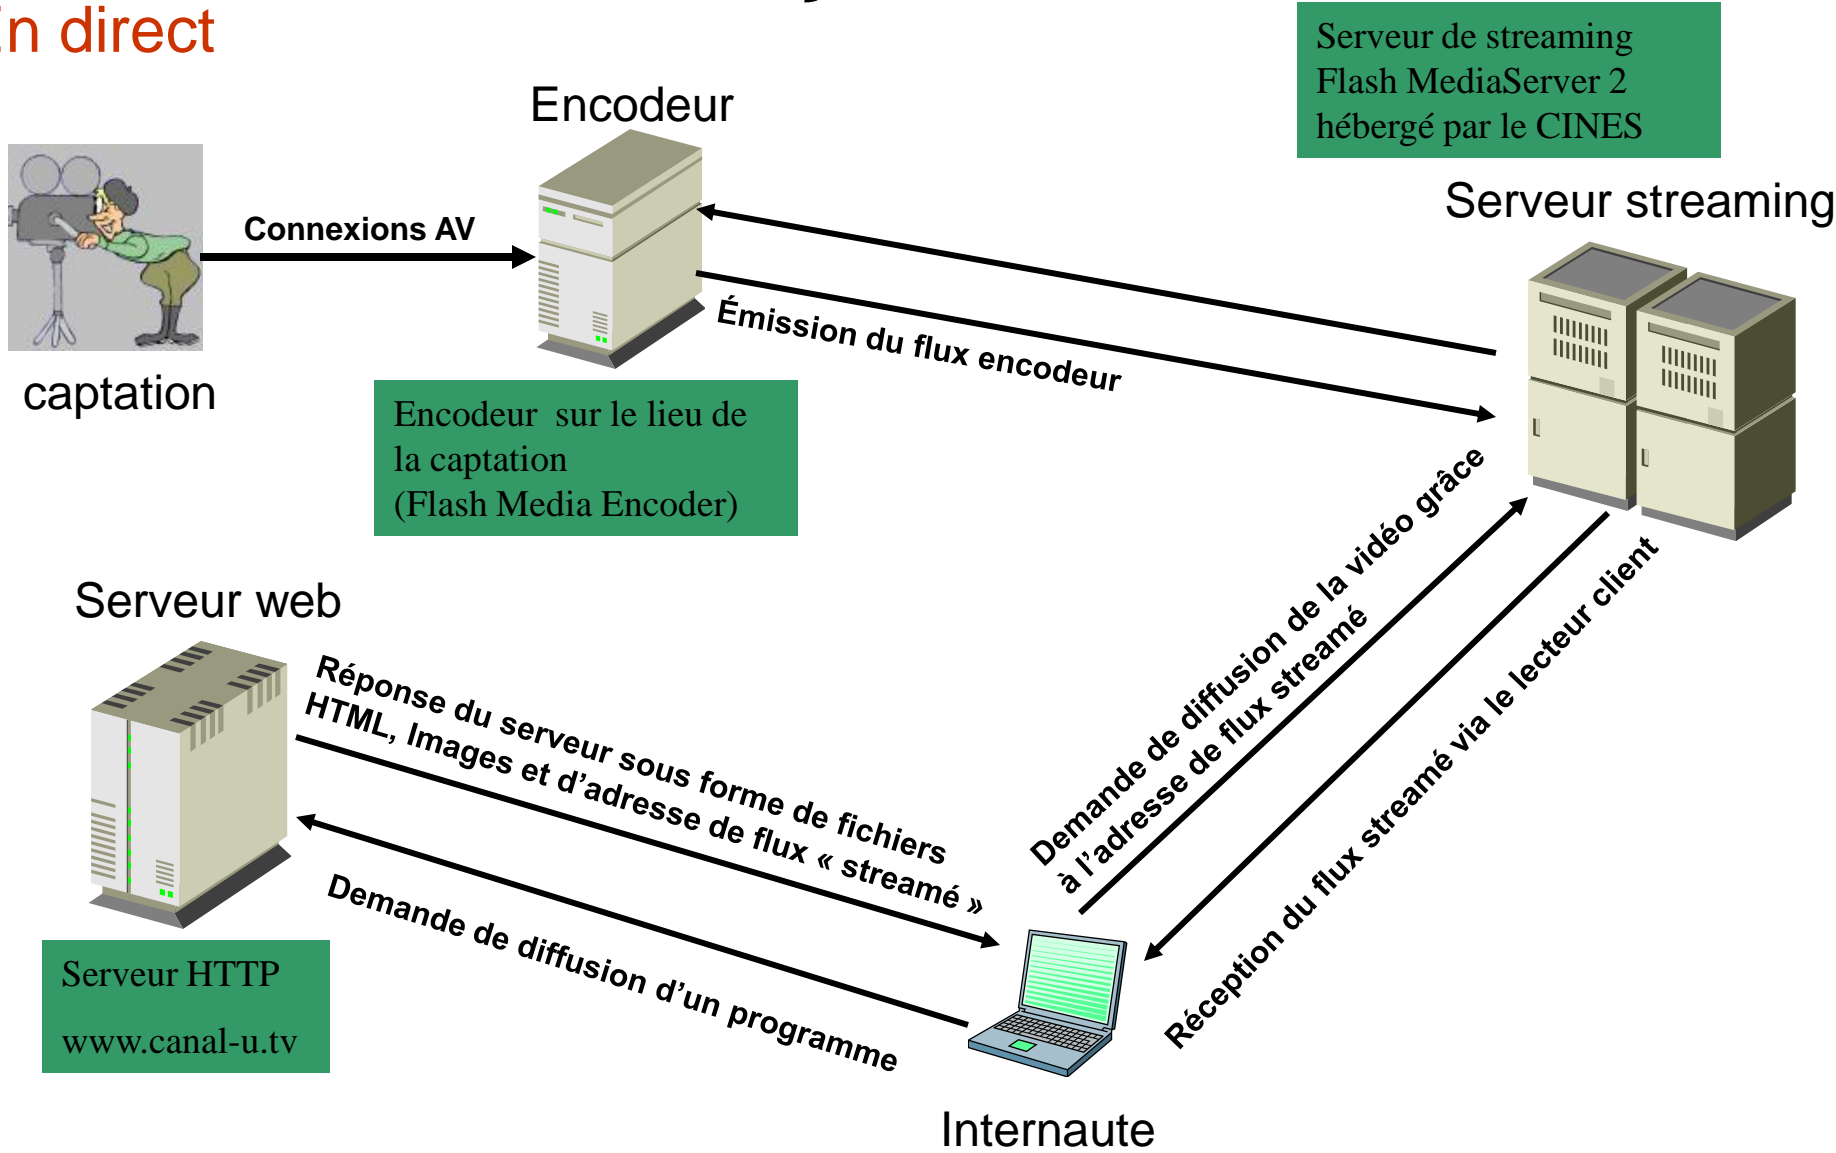 En direct
Serveur de streaming
Flash MediaServer 2
hébergé par le CINES
Encodeur
Serveur streaming
Connexions AV
Émission du flux encodeur
captation
Encodeur sur le lieu de
la captation
(Flash Media Encoder)
Demande de diffusion de la vidéo grâce
à l'adresse de flux streamé
Réception du flux streamé via le lecteur client
Serveur web
Réponse du serveur sous forme de fichiers
HTML, Images et d'adresse de flux « streamé »
Demande de diffusion d'un programme
Serveur HTTP
www.canal-u.tv
Internaute